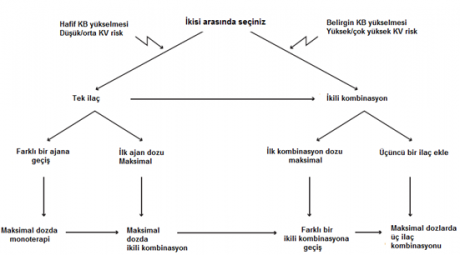 İkisi arasında seçiniz
Hafif KB yükselmesi
Düşük/orta KV risk
Belirgin KB yükselmesi
Yüksek/çok yüksek KV risk
Tek ilaç
İkili kombinasyon
Farklı bir ajana
geçiş
İlk ajan dozu
Maksimal
İlk kombinasyon dozu
maksimal
Üçüncü bir ilaç ekle
Maksimal dozda
monoterapi
Maksimal
dozda
ikili kombinasyon
Farklı bir
ikili kombinasyona
geçiş
Maksimal dozlarda
üç ilaç
kombinasyonu